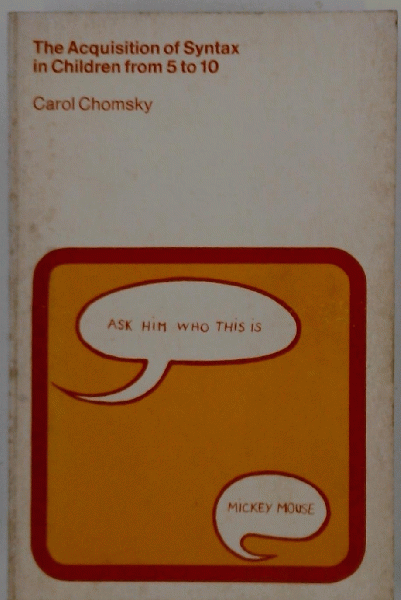 The Acquisition of Syntax
in Children from 5 to 10
Carol Chomsky
ASK HIM WHO THIS IS
MICKEY MOUSE